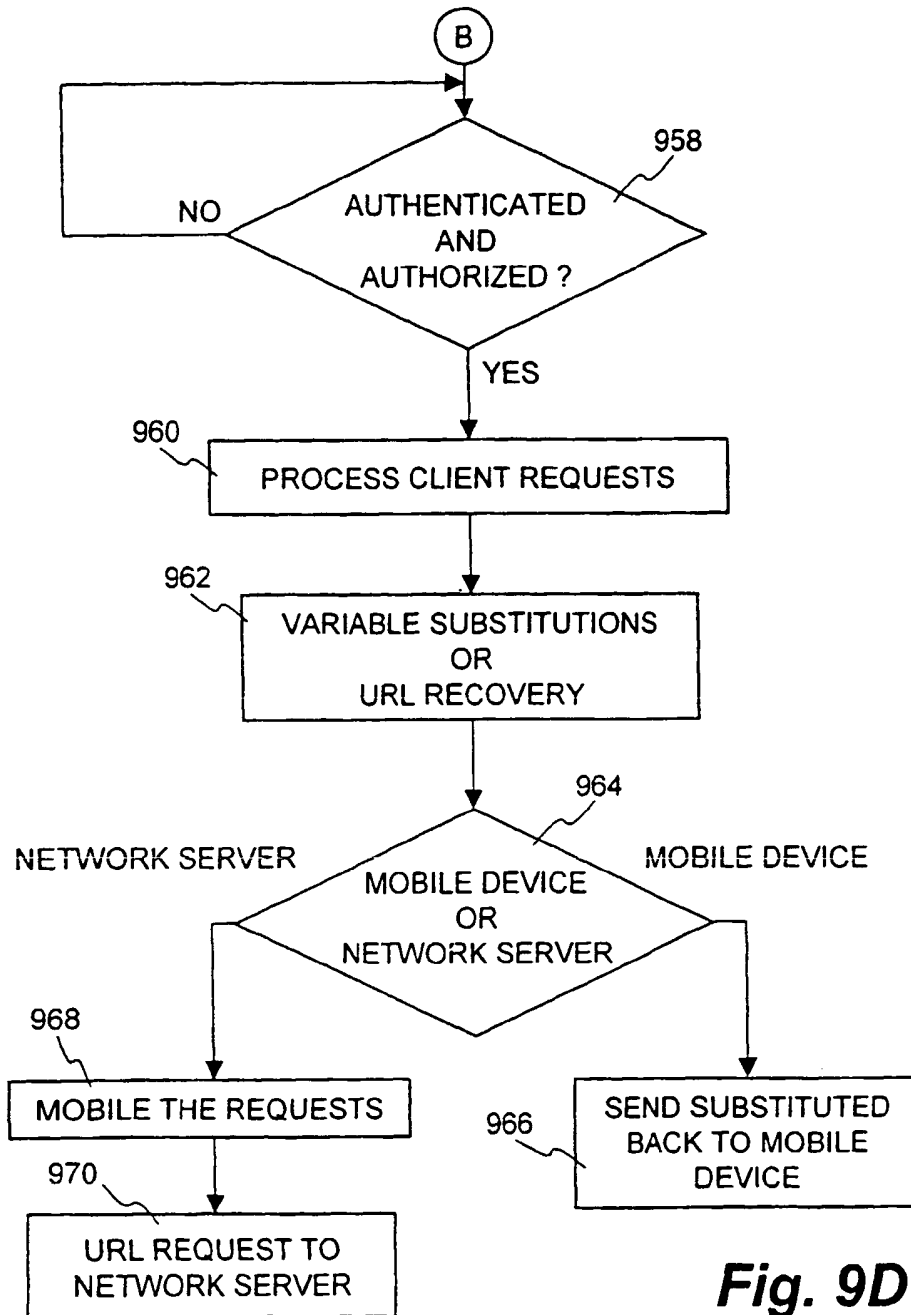 B
958
NO
AUTHENTICATED
AND
AUTHORIZED ?
YES
960
PROCESS CLIENT REQUESTS
962
VARIABLE SUBSTITUTIONS
OR
URL RECOVERY
964
NETWORK SERVER
MOBILE DEVICE
MOBILE DEVICE
OR
NETWORK SERVER
968
MOBILE THE REQUESTS
966
SEND SUBSTITUTED
BACK TO MOBILE
DEVICE
970
URL REQUEST TO
NETWORK SERVER
Fig. 9D